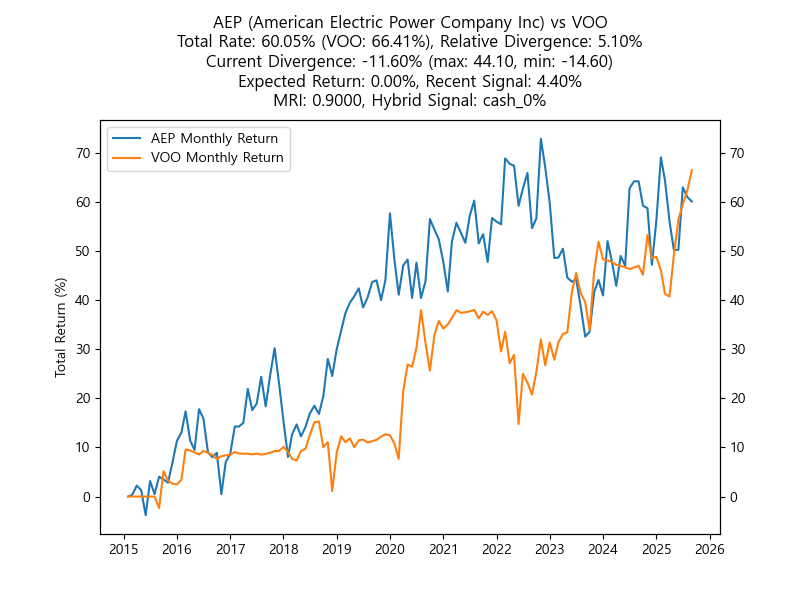 AEP (American Electric Power Company Inc) vs VOO
Total Rate: 60.05% (VOO: 66.41%), Relative Divergence: 5.10%
Current Divergence: -11.60% (max: 44.10, min: -14.60)
Expected Return: 0.00%, Recent Signal: 4.40%
MRI: 0.9000, Hybrid Signal: cash_0%
AEP Monthly Return
VOO Monthly Return
Total Return (%)
70 70
60 60
50 50
40 40
30 30
20 20
10 10
0 0
2015 2016 2017 2018 2019 2020 2021 2022 2023 2024 2025 2026